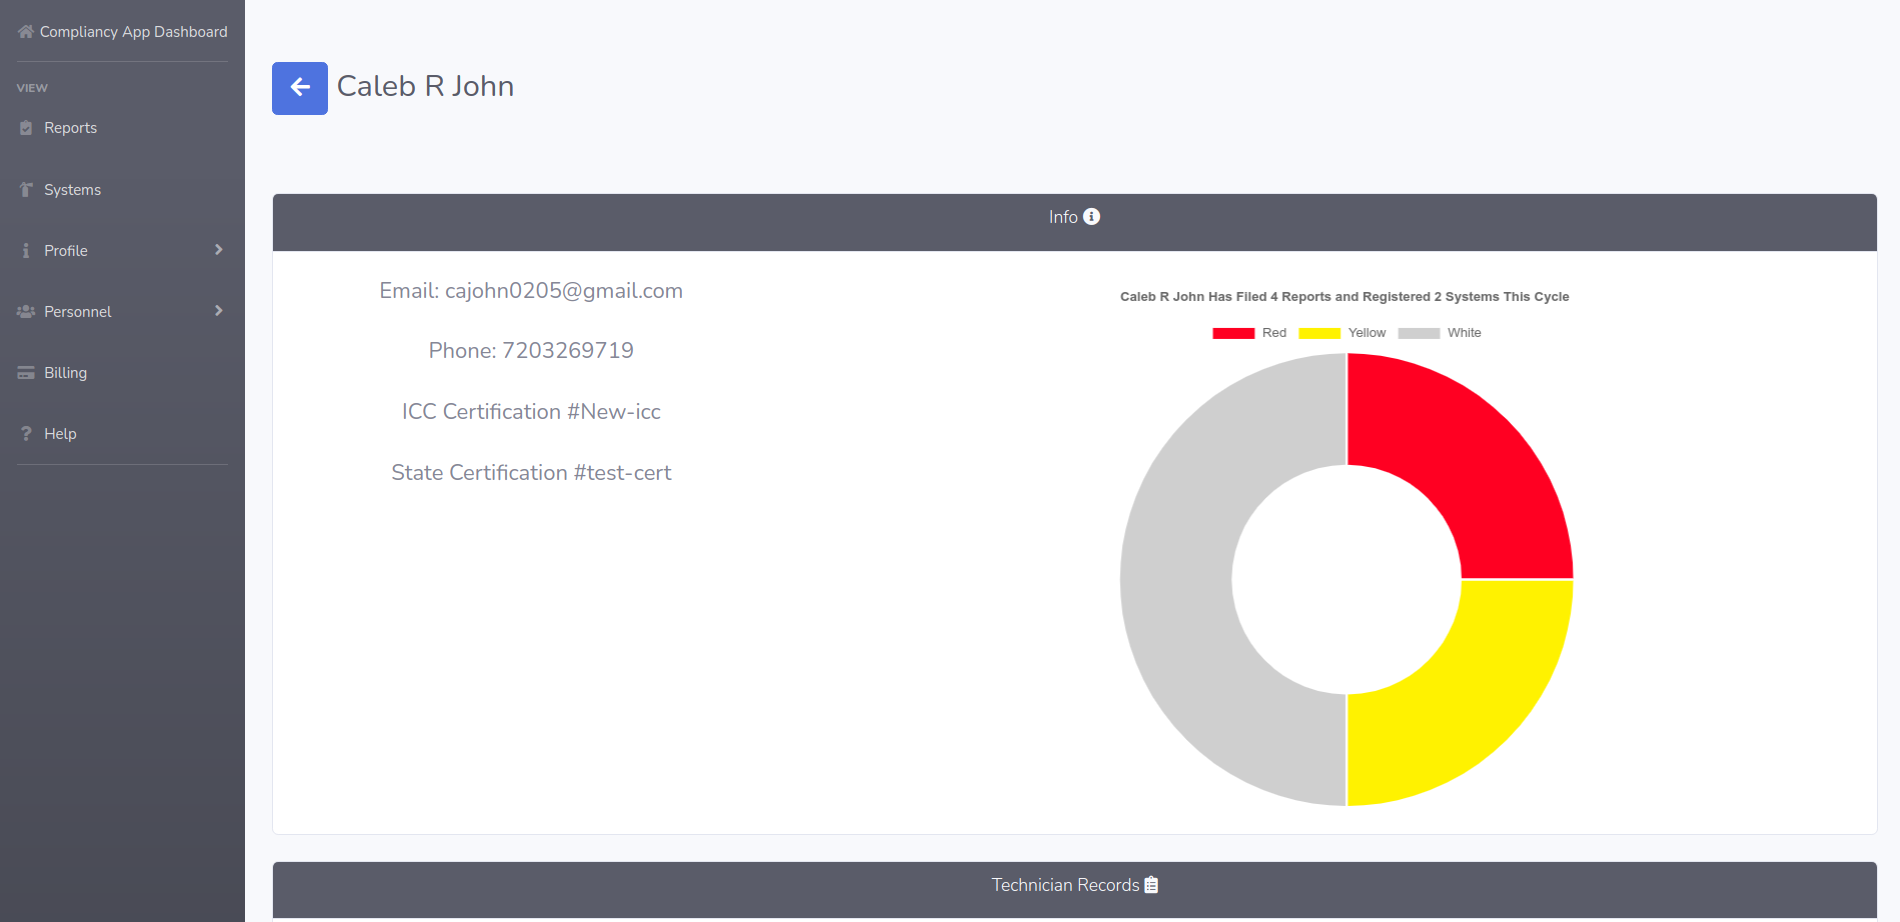 Compliancy App Dashboard
VIEW
Reports
Systems
Profile
Personnel
Billing
Help
Caleb R John
Info
Email: cajohn0205@gmail.com
Phone: 7203269719
ICC Certification #New-icc
State Certification #test-cert
Caleb R John Has Filed 4 Reports and Registered 2 Systems This Cycle
Red Yellow White
Technician Records